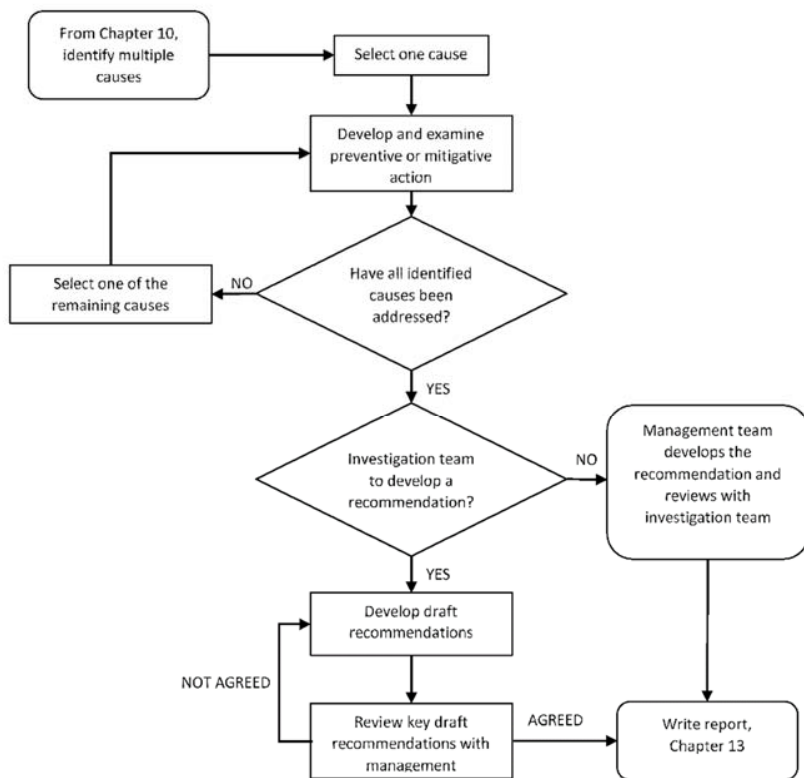 From Chapter 10,
identify multiple
causes
Select one cause
Develop and examine
preventive or mitigative
action
Select one of the
remaining causes
NO
Have all identified
causes been
addressed?
YES
Investigation team
to develop a
recommendation?
NO
Management team
develops the
recommendation and
reviews with
investigation team
YES
Develop draft
recommendations
NOT AGREED
Review key draft
recommendations with
management
AGREED
Write report,
Chapter 13